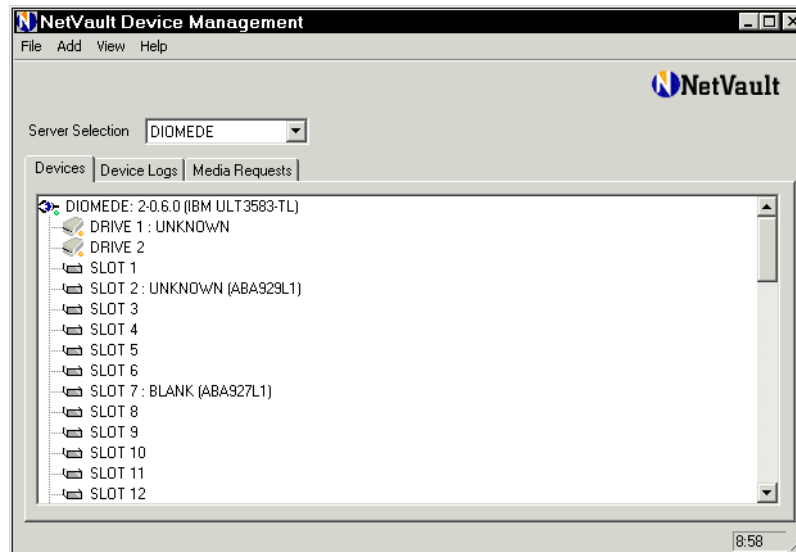 NetVault Device Management
File Add View Help
NetVault
Server Selection DIOMEDE
Devices Device Logs Media Requests
DIOMEDE: 2-0.6.0 (IBM ULT3583-TL)
DRIVE 1 : UNKNOWN
DRIVE 2
SLOT 1
SLOT 2 : UNKNOWN (ABA929L1)
SLOT 3
SLOT 4
SLOT 5
SLOT 6
SLOT 7 : BLANK (ABA927L1)
SLOT 8
SLOT 9
SLOT 10
SLOT 11
SLOT 12
8:58